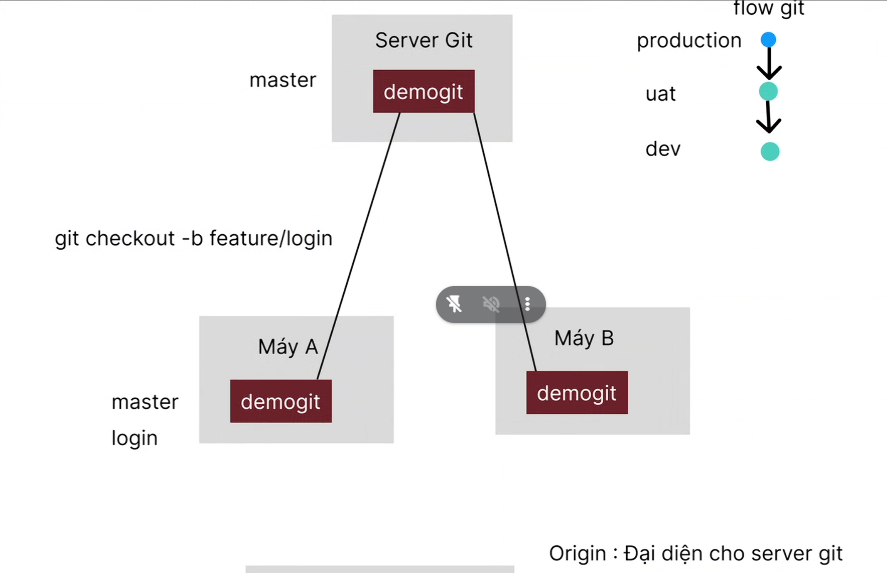 flow git
Server Git
production
master
demogit
uat
dev
git checkout -b feature/login
Máy A
Máy B
master
demogit
demogit
login
Origin : Đại diện cho server git